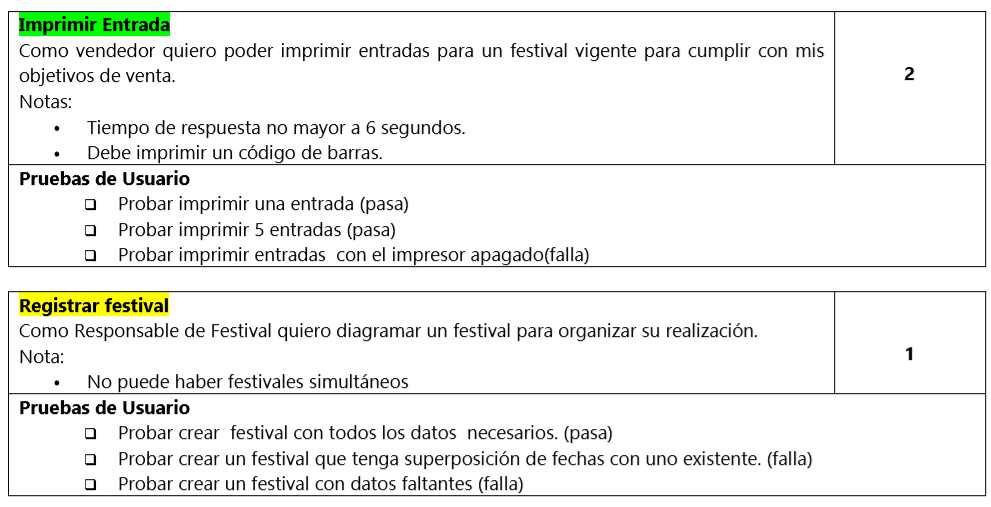 Imprimir Entrada
Como vendedor quiero poder imprimir entradas para un festival vigente para cumplir con mis
objetivos de venta.
2
Notas:
• Tiempo de respuesta no mayor a 6 segundos.
• Debe imprimir un código de barras.
Pruebas de Usuario
❑ Probar imprimir una entrada (pasa)
❑ Probar imprimir 5 entradas (pasa)
❑ Probar imprimir entradas con el impresor apagado(falla)
Registrar festival
Como Responsable de Festival quiero diagramar un festival para organizar su realización.
Nota:
1
• No puede haber festivales simultáneos
Pruebas de Usuario
❑ Probar crear festival con todos los datos necesarios. (pasa)
❑ Probar crear un festival que tenga superposición de fechas con uno existente. (falla)
❑ Probar crear un festival con datos faltantes (falla)